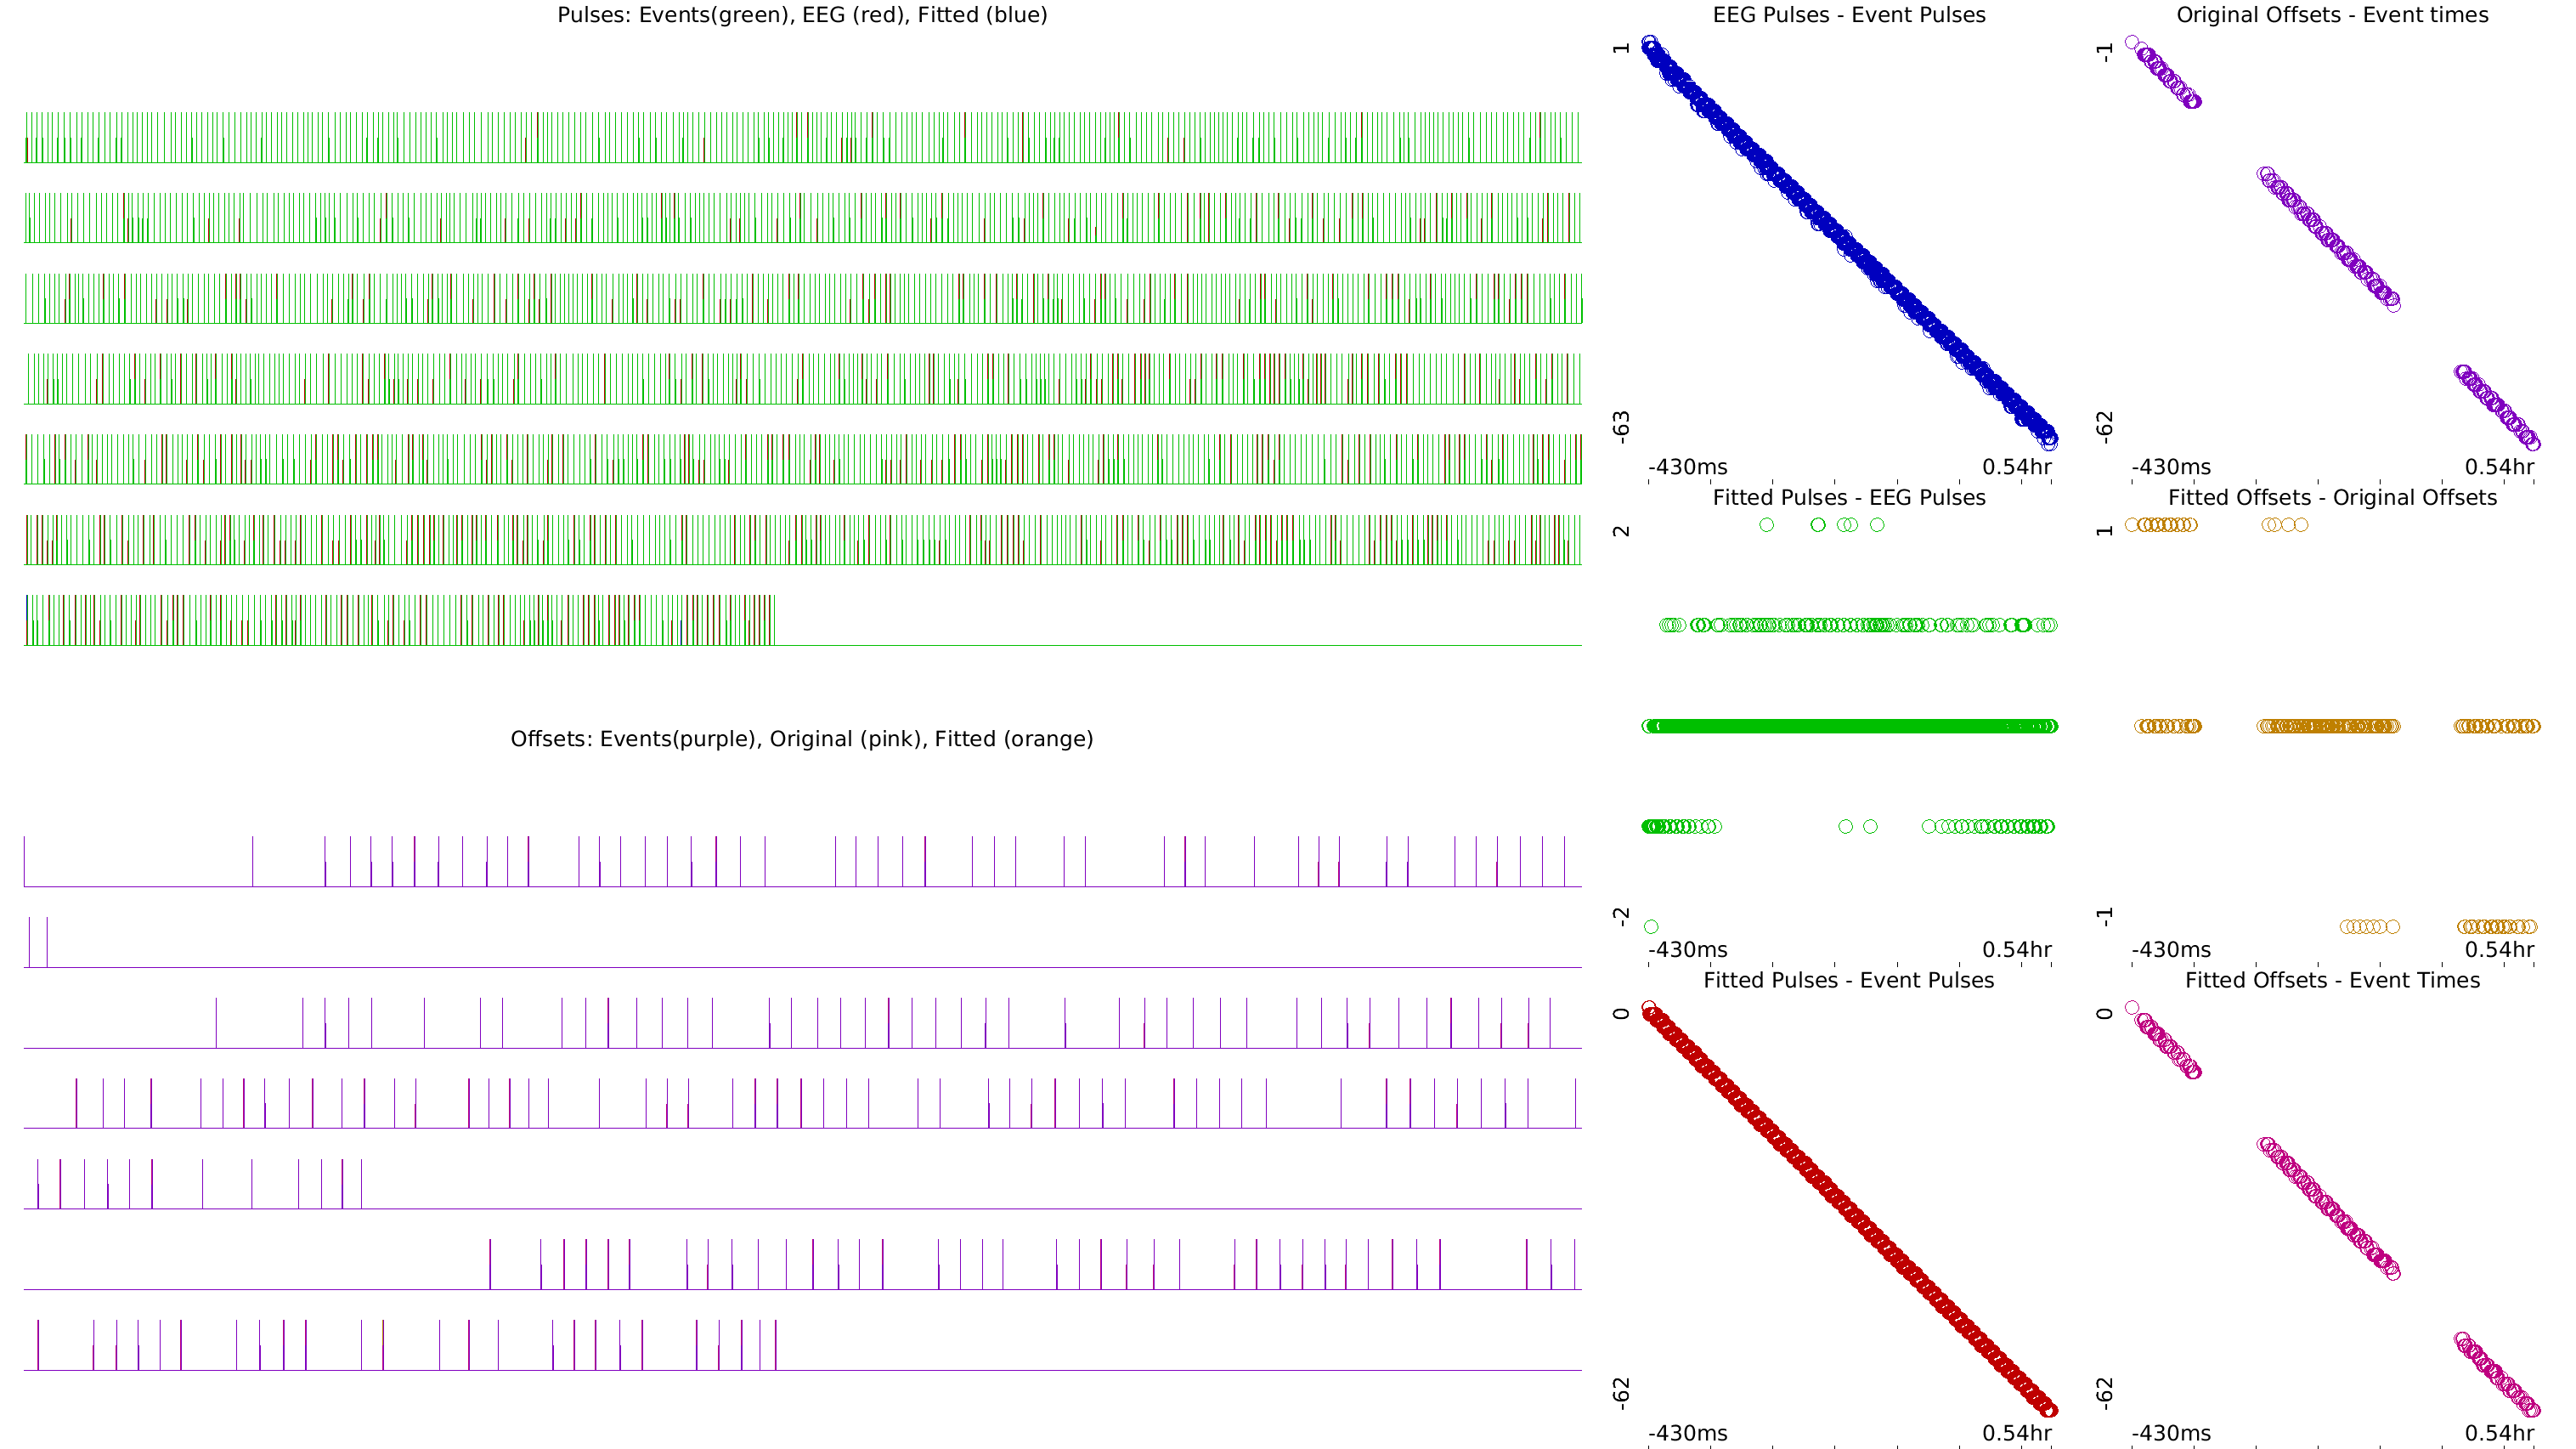 Pulses: Events(green), EEG (red), Fitted (blue)
EEG Pulses - Event Pulses
1
-63
-430ms 0.54hr
Original Offsets - Event times
-1
-62
-430ms 0.54hr
Fitted Pulses - EEG Pulses
2
-2
-430ms 0.54hr
Fitted Offsets - Original Offsets
1
-1
-430ms 0.54hr
Offsets: Events(purple), Original (pink), Fitted (orange)
Fitted Pulses - Event Pulses
0
-62
-430ms 0.54hr
Fitted Offsets - Event Times
0
-62
-430ms 0.54hr